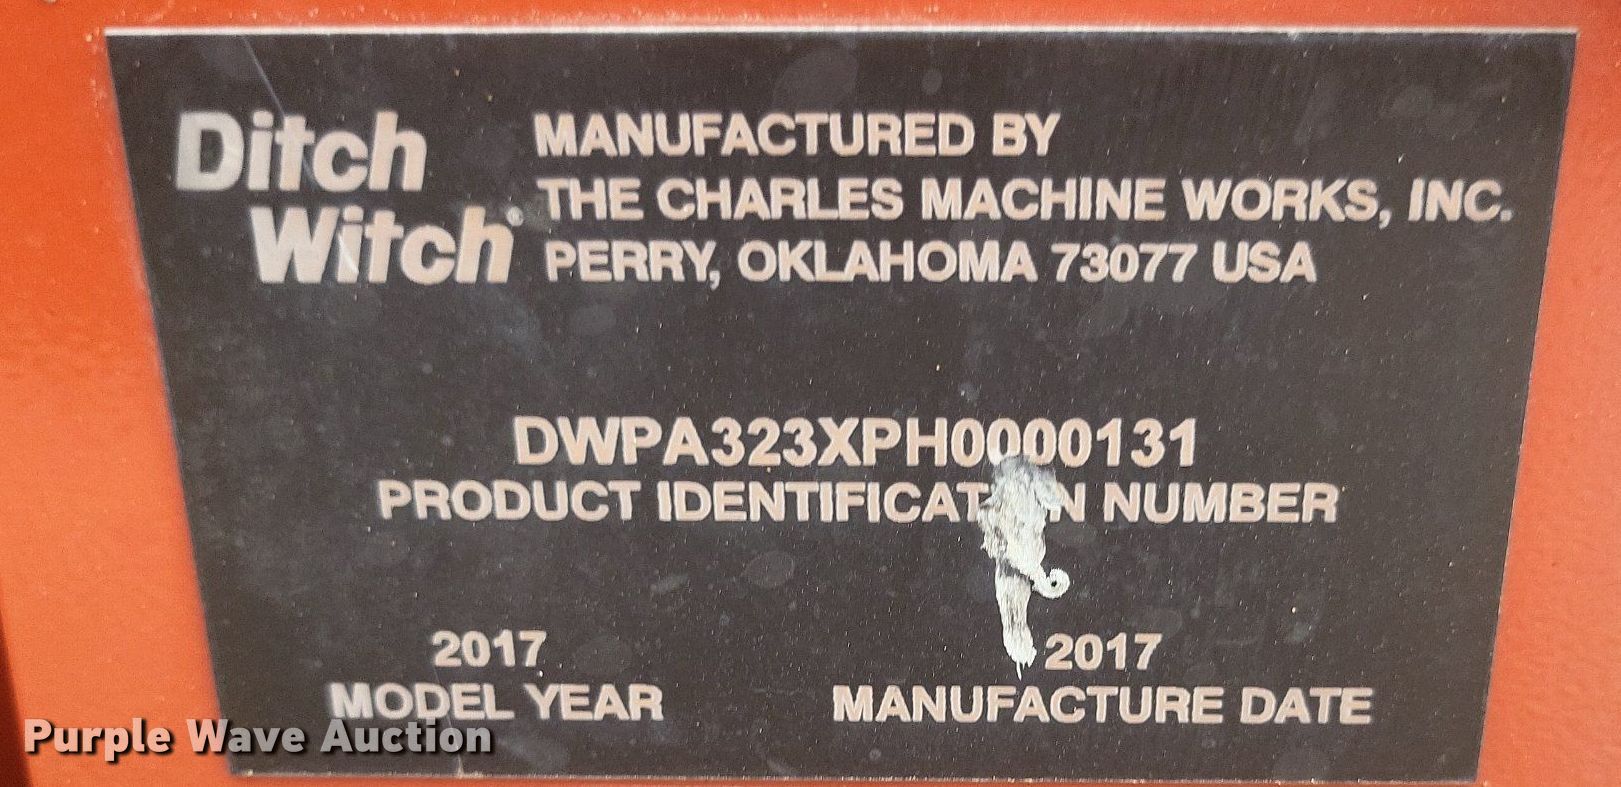 Ditch
Witch®
MANUFACTURED BY
THE CHARLES MACHINE WORKS, INC.
PERRY, OKLAHOMA 73077 USA
DWPA323XPH0000131
PRODUCT IDENTIFICATION NUMBER
2017
MODEL YEAR
2017
MANUFACTURE DATE
Purple Wave Auction